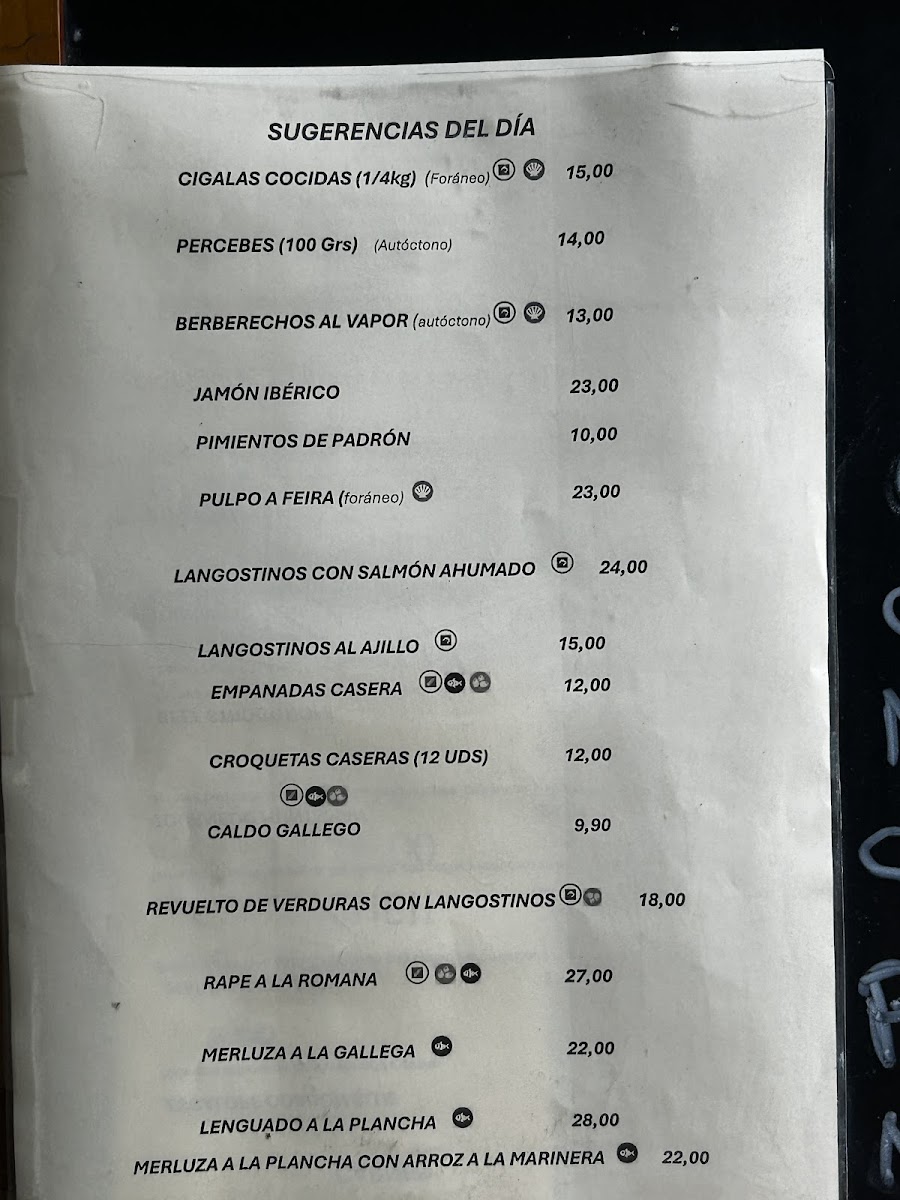 SUGERENCIAS DEL DÍA
CIGALAS COCIDAS (1/4kg) (Foráneo) 15,00
PERCEBES (100 Grs) (Autóctono) 14,00
BERBERECHOS AL VAPOR (autóctono) 13,00
JAMÓN IBÉRICO 23,00
PIMIENTOS DE PADRÓN 10,00
PULPO A FEIRA (foráneo) 23,00
LANGOSTINOS CON SALMÓN AHUMADO 24,00
LANGOSTINOS AL AJILLO 15,00
EMPANADAS CASERA 12,00
CROQUETAS CASERAS (12 UDS) 12,00
CALDO GALLEGO 9,90
REVUELTO DE VERDURAS CON LANGOSTINOS 18,00
RAPE A LA ROMANA 27,00
MERLUZA A LA GALLEGA 22,00
LENGUADO A LA PLANCHA 28,00
MERLUZA A LA PLANCHA CON ARROZ A LA MARINERA 22,00